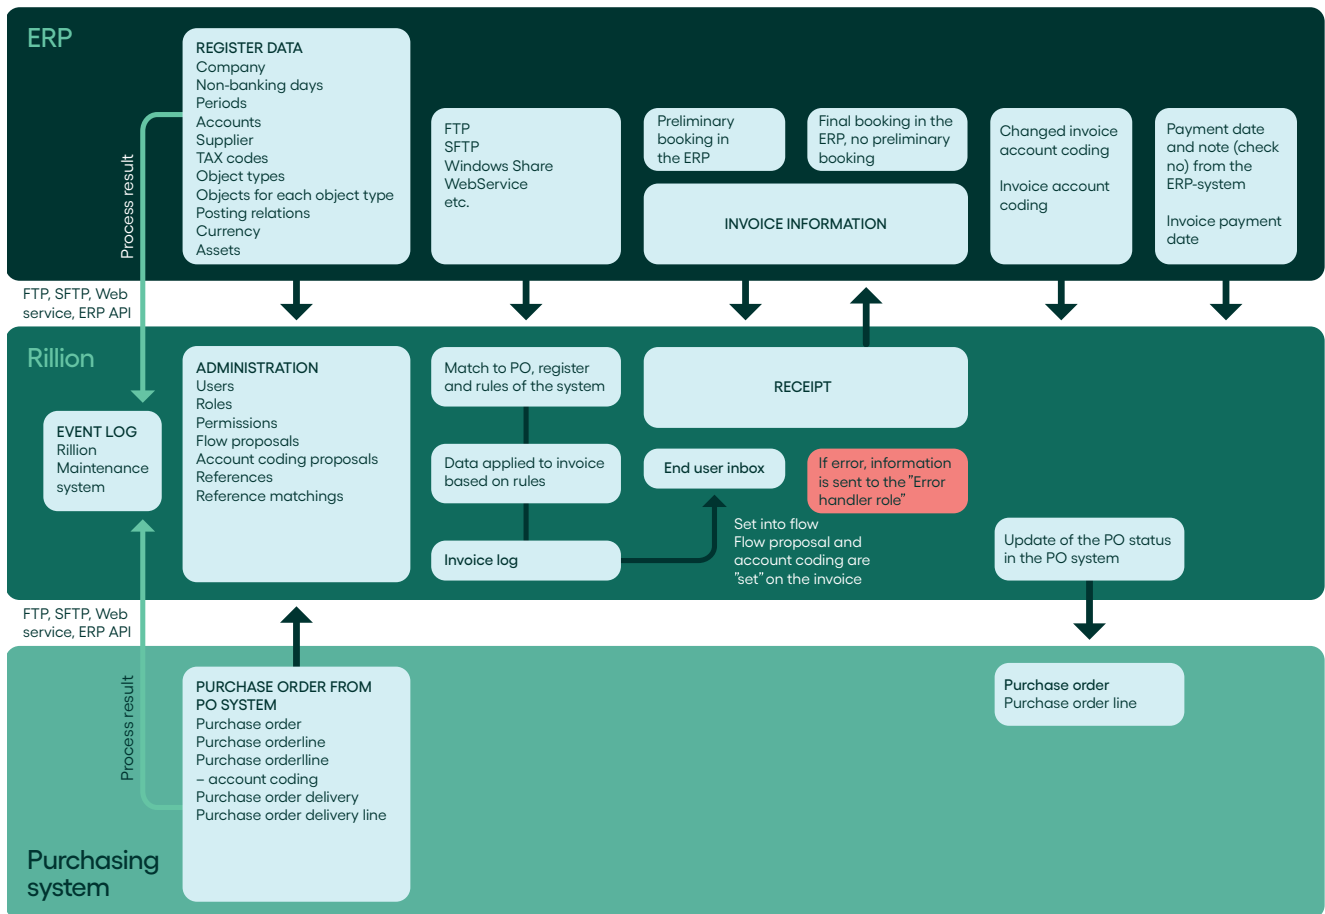 ERP
REGISTER DATA
Company
Non-banking days
Periods
Accounts
Supplier
TAX codes
Object types
Objects for each object type
Posting relations
Currency
Assets
Process result
FTP
SFTP
Windows Share
WebService
etc.
Preliminary
booking in
the ERP
Final booking in the
ERP, no preliminary
booking
INVOICE INFORMATION
Changed invoice
account coding
Invoice account
coding
Payment date
and note (check
no) from the
ERP-system
Invoice payment
date
FTP, SFTP, Web
service, ERP API
Rillion
EVENT LOG
Rillion
Maintenance
system
ADMINISTRATION
Users
Roles
Permissions
Flow proposals
Account coding proposals
References
Reference matchings
Match to PO, register
and rules of the system
Data applied to invoice
based on rules
Invoice log
RECEIPT
End user inbox
If error, information
is sent to the ”Error
handler role”
Set into flow
Flow proposal and
account coding are
”set” on the invoice
Update of the PO status
in the PO system
FTP, SFTP, Web
service, ERP API
Process result
PURCHASE ORDER FROM
PO SYSTEM
Purchase order
Purchase orderline
Purchase orderlline
– account coding
Purchase order delivery
Purchase order delivery line
Purchase order
Purchase order line
Purchasing
system